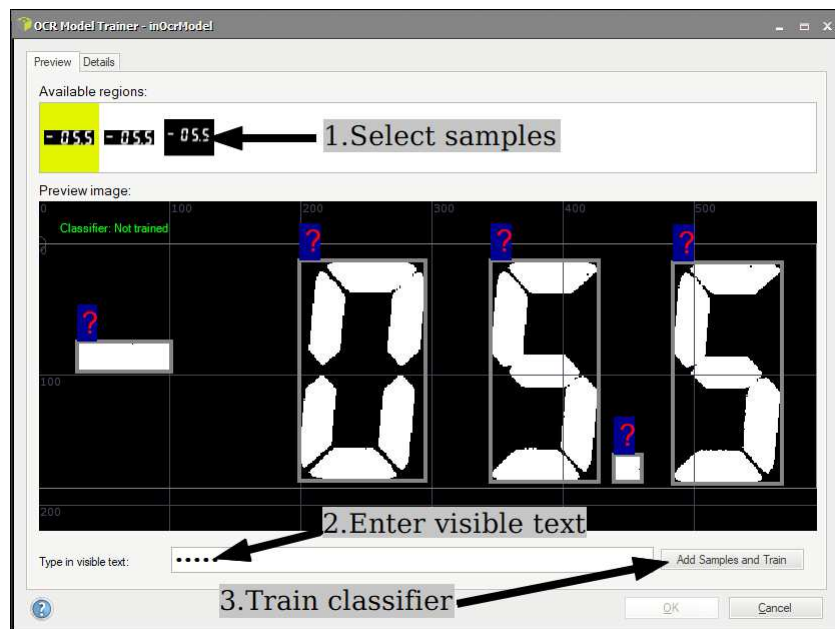 OCR Model Trainer - inOcrModel
Preview Details
Available regions:
- 05.5 - 05.5 - 05.5
1.Select samples
Preview image:
0 100 200 300 400 500
Classifier: Not trained
0
? ? ? ? ?
- 05.5
100
200
2.Enter visible text
Type in visible text: ••••• Add Samples and Train
3.Train classifier
? OK Cancel